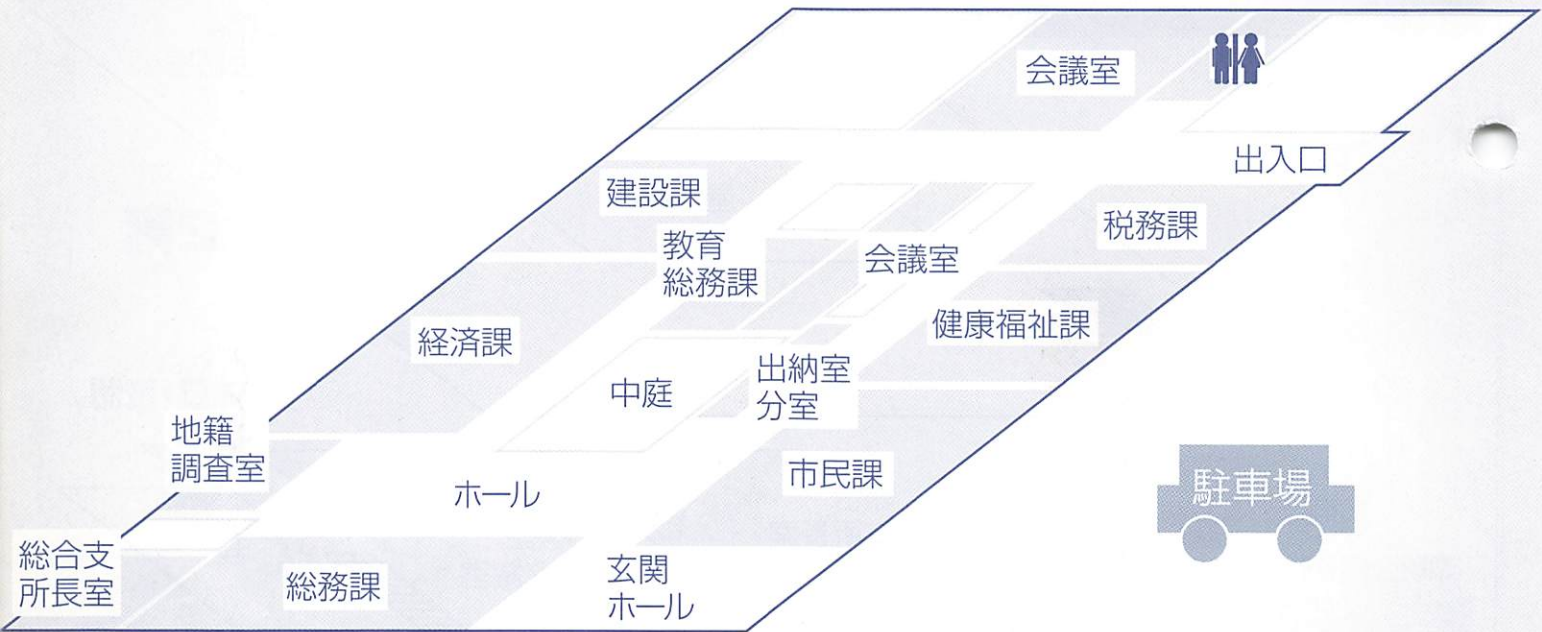 会議室
出入口
建設課
税務課
教育
総務課
会議室
健康福祉課
経済課
出納室
分室
中庭
地籍
調査室
市民課
ホール
駐車場
総合支
所長室
総務課
玄関
ホール